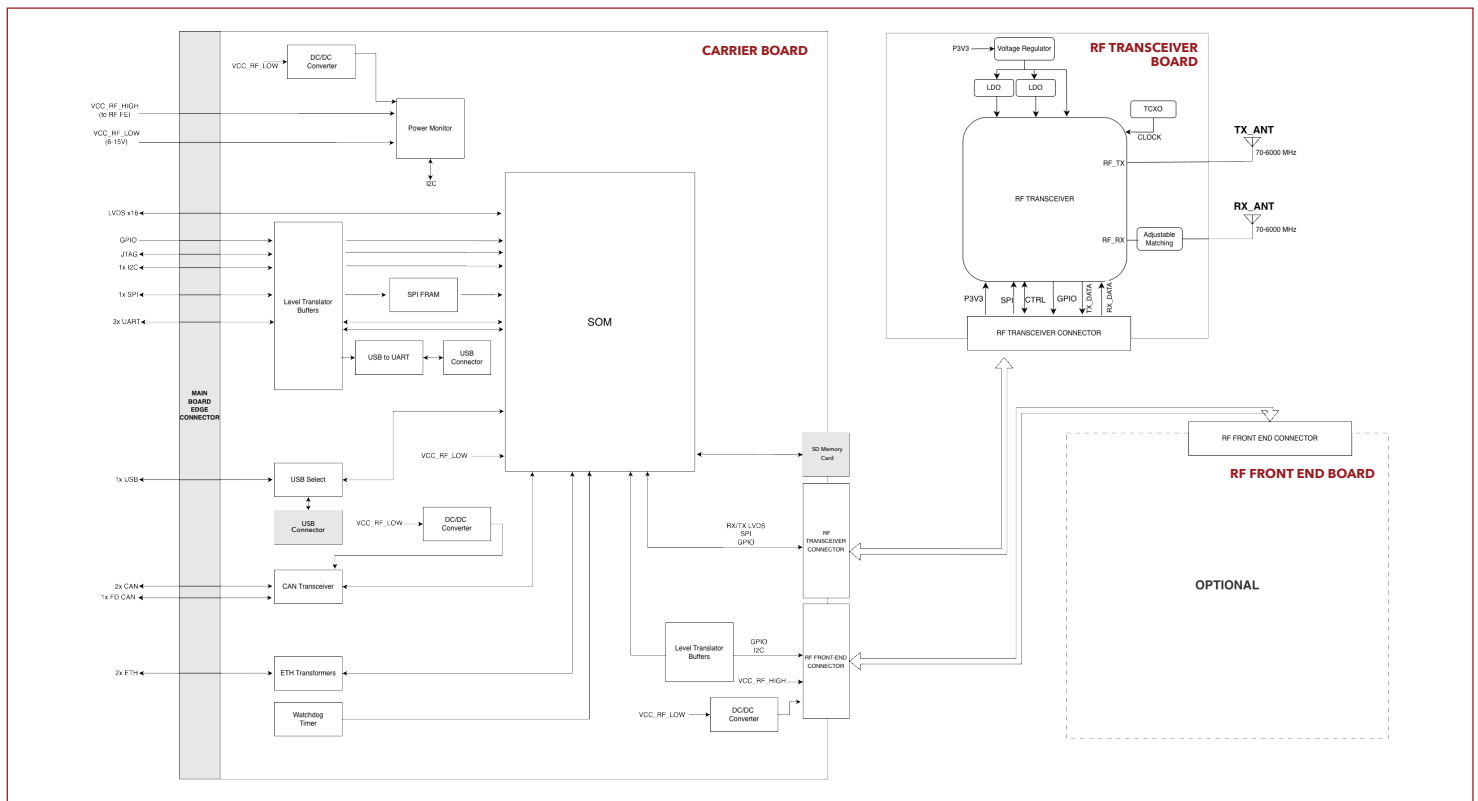 CARRIER BOARD
DC/DC
Converter
VCC_RF_LOW
VCC_RF_HIGH
(to RF FE)
VCC_RF_LOW
(6-15V)
Power Monitor
I2C
LVDS x16
GPIO
JTAG
1x I2C
1x SPI
3x UART
Level Translator
Buffers
SPI FRAM
USB to UART
USB
Connector
SOM
MAIN
BOARD
EDGE
CONNECTOR
VCC_RF_LOW
SD Memory
Card
1x USB
USB Select
USB
Connector
VCC_RF_LOW
DC/DC
Converter
RX/TX LVDS
SPI
GPIO
RF
TRANSCEIVER
CONNECTOR
2x CAN
1x FD CAN
CAN Transceiver
2x ETH
ETH Transformers
Watchdog
Timer
Level Translator
Buffers
GPIO
I2C
RF FRONT-END
CONNECTOR
VCC_RF_HIGH
VCC_RF_LOW
DC/DC
Converter
RF TRANSCEIVER
BOARD
P3V3
Voltage Regulator
LDO
LDO
TCXO
CLOCK
TX_ANT
70-6000 MHz
RF_TX
RF TRANSCEIVER
RX_ANT
70-6000 MHz
RF_RX
Adjustable
Matching
P3V3
SPI
CTRL
GPIO
TX_DATA
RX_DATA
RF TRANSCEIVER CONNECTOR
RF FRONT END CONNECTOR
RF FRONT END BOARD
OPTIONAL